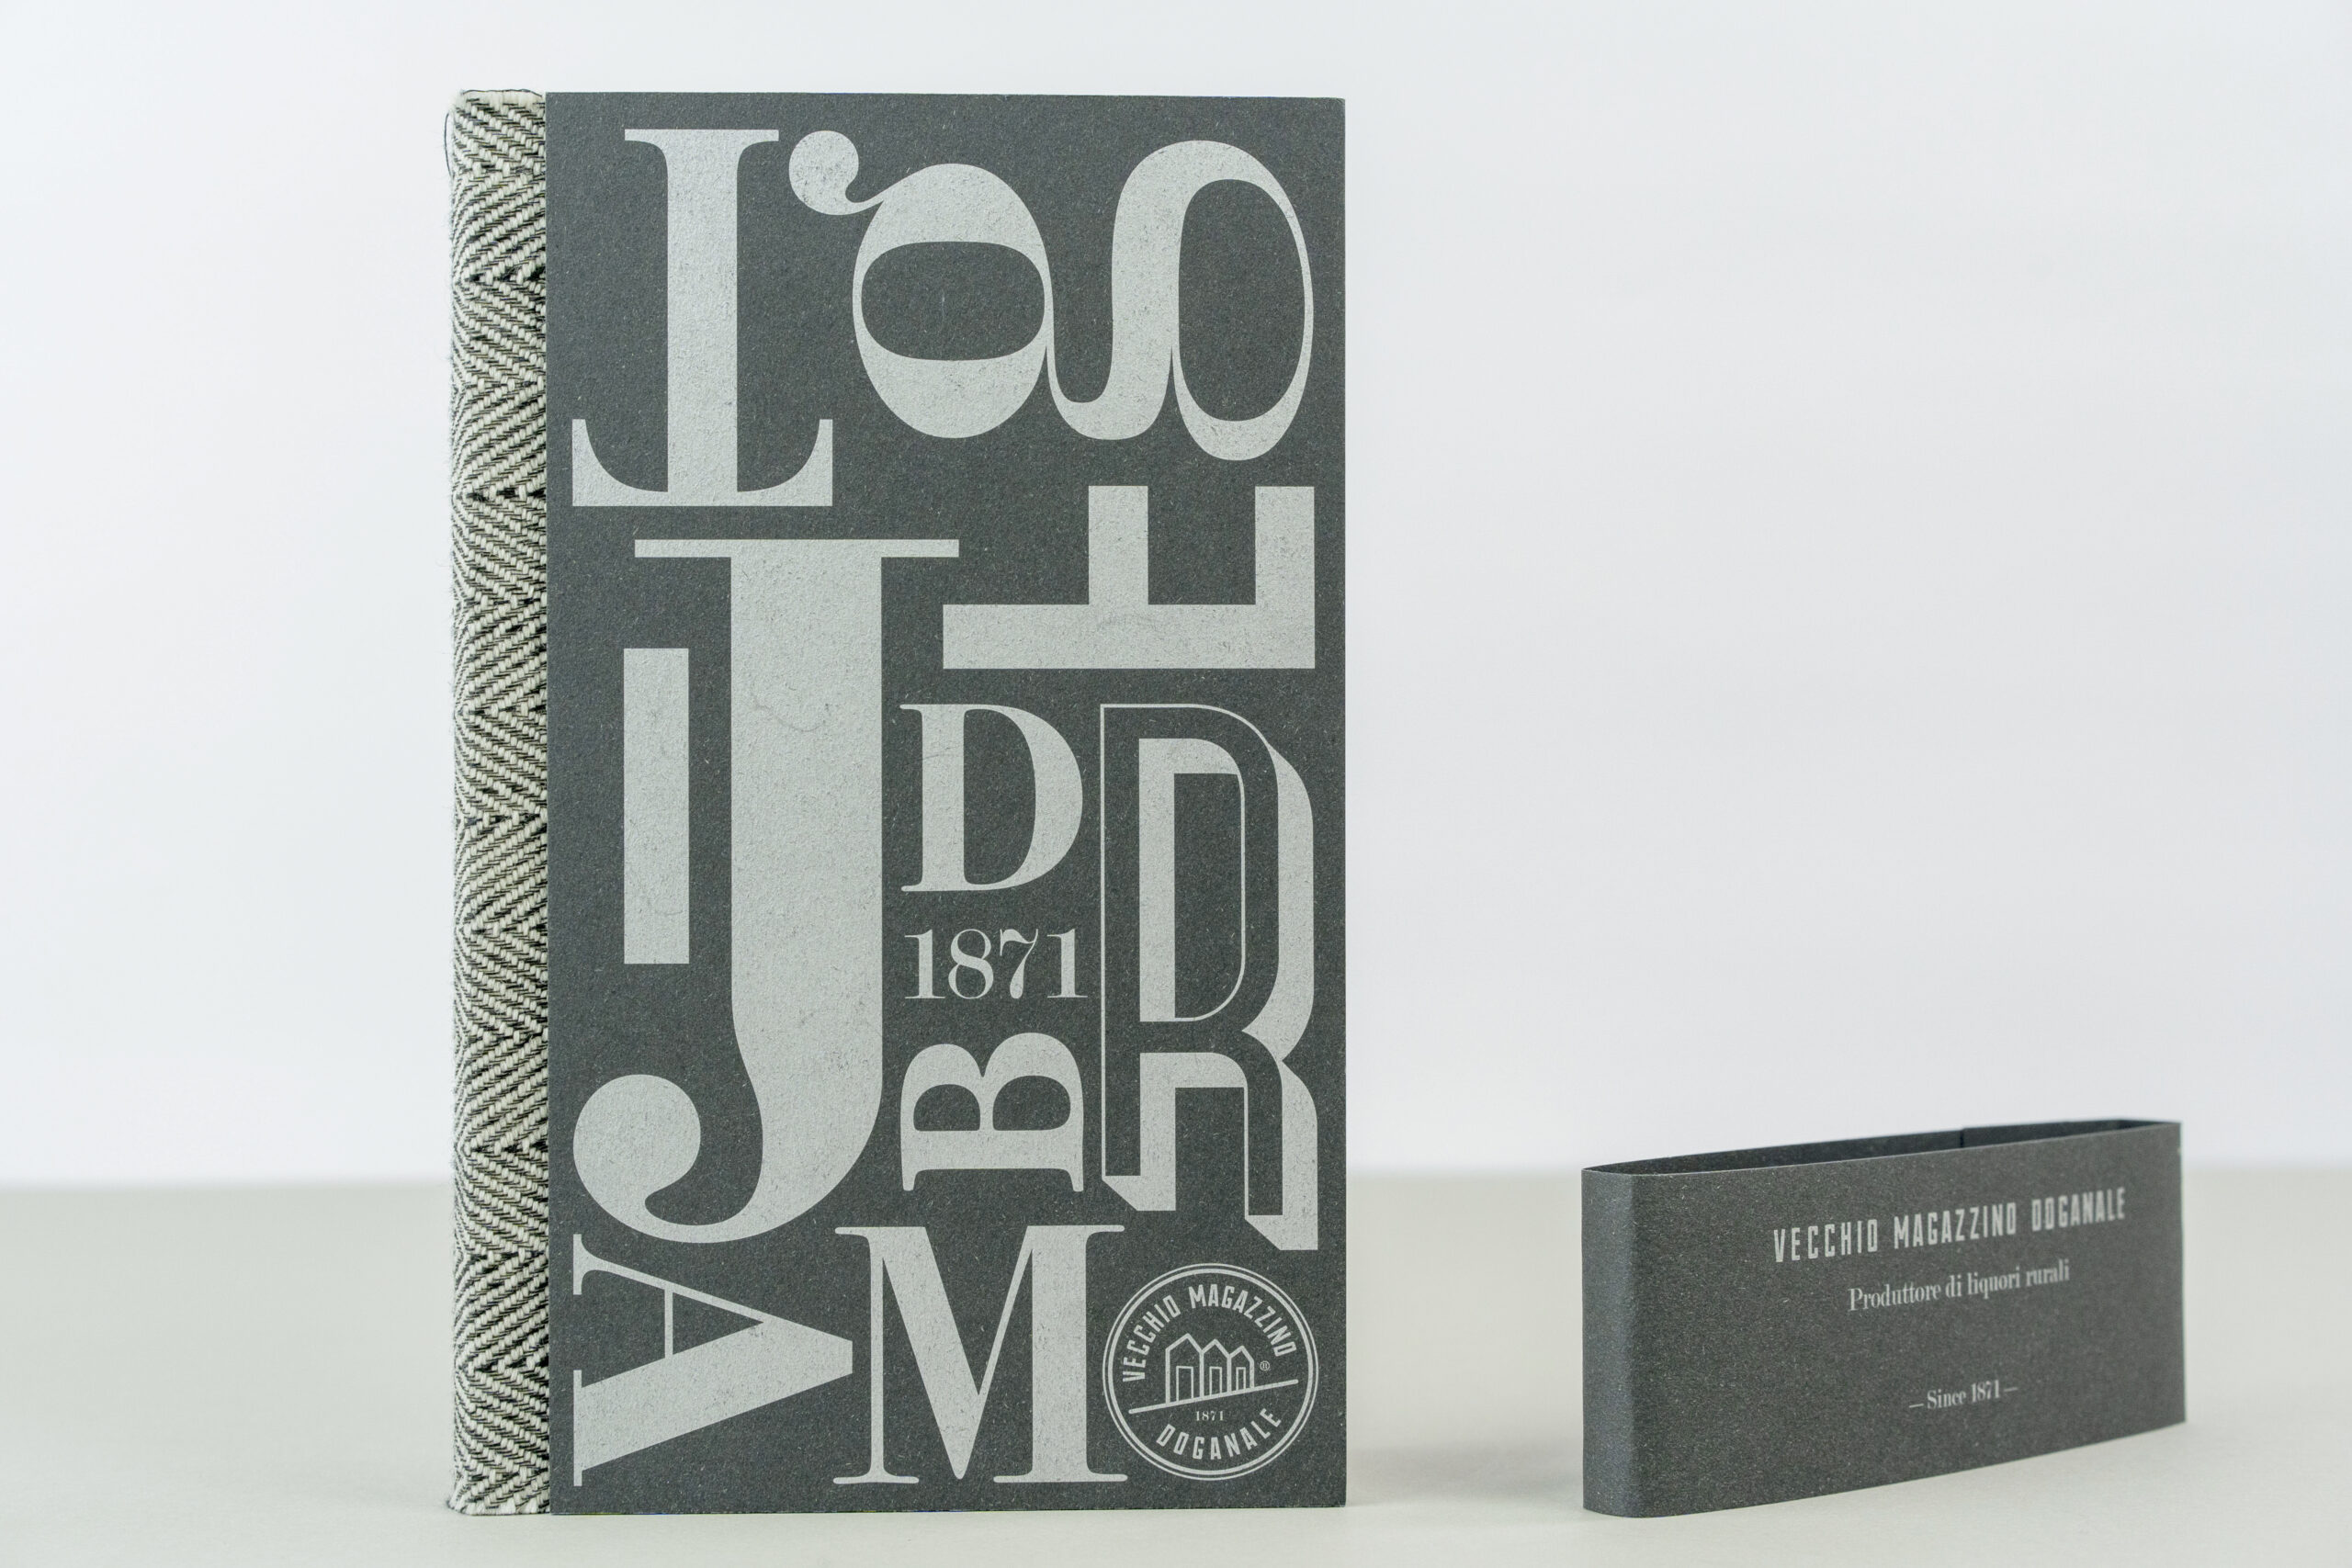 T g
F
J
I
D R
1871
B
A M
VECCHIO MAGAZZINO
®
1871
DOGANALE
VECCHIO MAGAZZINO DOGANALE
Produttore di liquori rurali
—Since 1871—